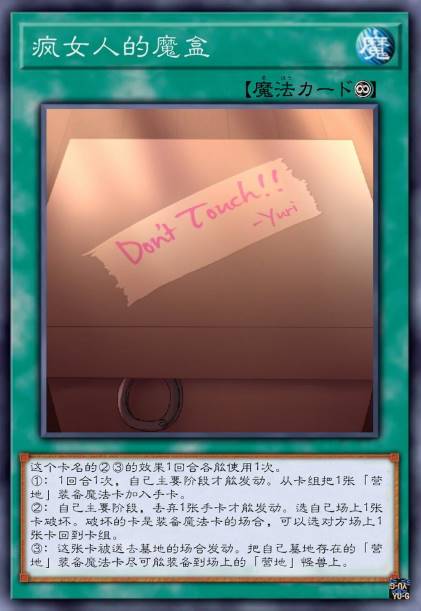 疯女人的魔盒
魔
【魔法カード♾】
Don't Touch!!
-Yuri
这个卡名的②③的效果1回合各能使用1次。
①：1回合1次，自己主要阶段才能发动。从卡组把1张「营
地」装备魔法卡加入手卡。
②：自己主要阶段，丢弃1张手卡才能发动。选自己场上1张
卡破坏。破坏的卡是装备魔法卡的场合，可以选对方场上1
张卡回到卡组。
③：这张卡被送去墓地的场合发动。把自己墓地存在的「营
地」装备魔法卡尽可能装备到场上的「营地」怪兽上。